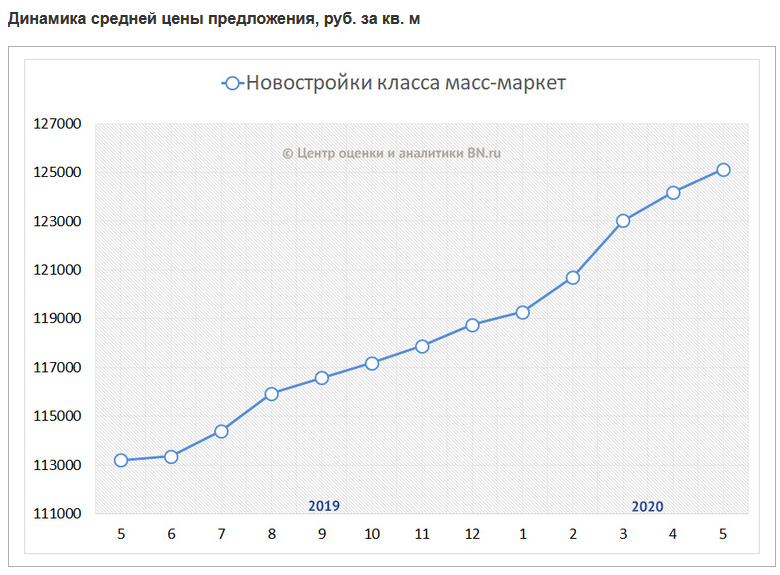 Динамика средней цены предложения, руб. за кв. м
Новостройки класса масс-маркет
© Центр оценки и аналитики BN.ru
127000
125000
123000
121000
119000
117000
115000
113000
111000
2019 2020
5 6 7 8 9 10 11 12 1 2 3 4 5